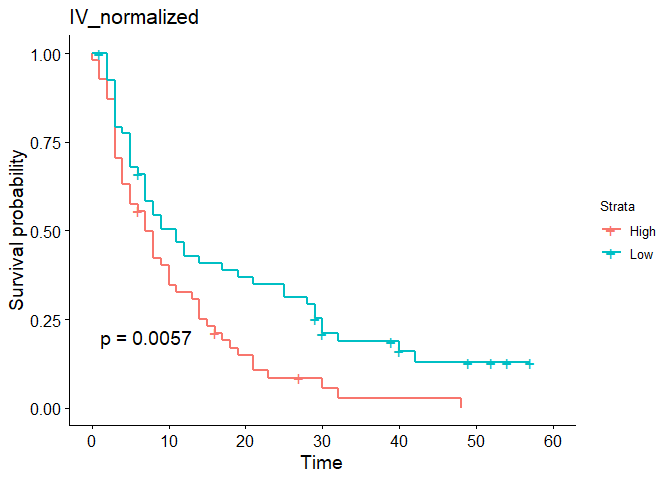 IV_normalized
Survival probability
1.00
0.75
0.50
0.25
0.00
p = 0.0057
0 10 20 30 40 50 60
Time
Strata
High
Low